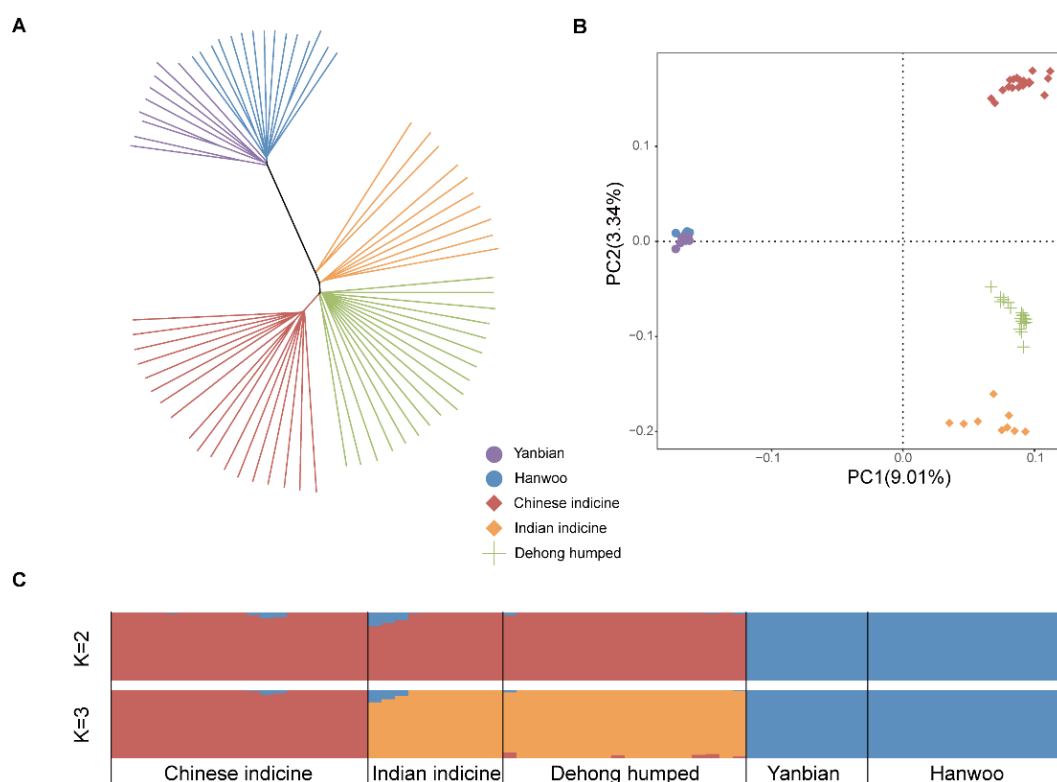 A
B
0.1
0.0
−0.1
−0.2
PC2(3.34%)
−0.1
0.0
0.1
PC1(9.01%)
Yanbian
Hanwoo
Chinese indicine
Indian indicine
Dehong humped
C
K=2
K=3
Chinese indicine
Indian indicine
Dehong humped
Yanbian
Hanwoo